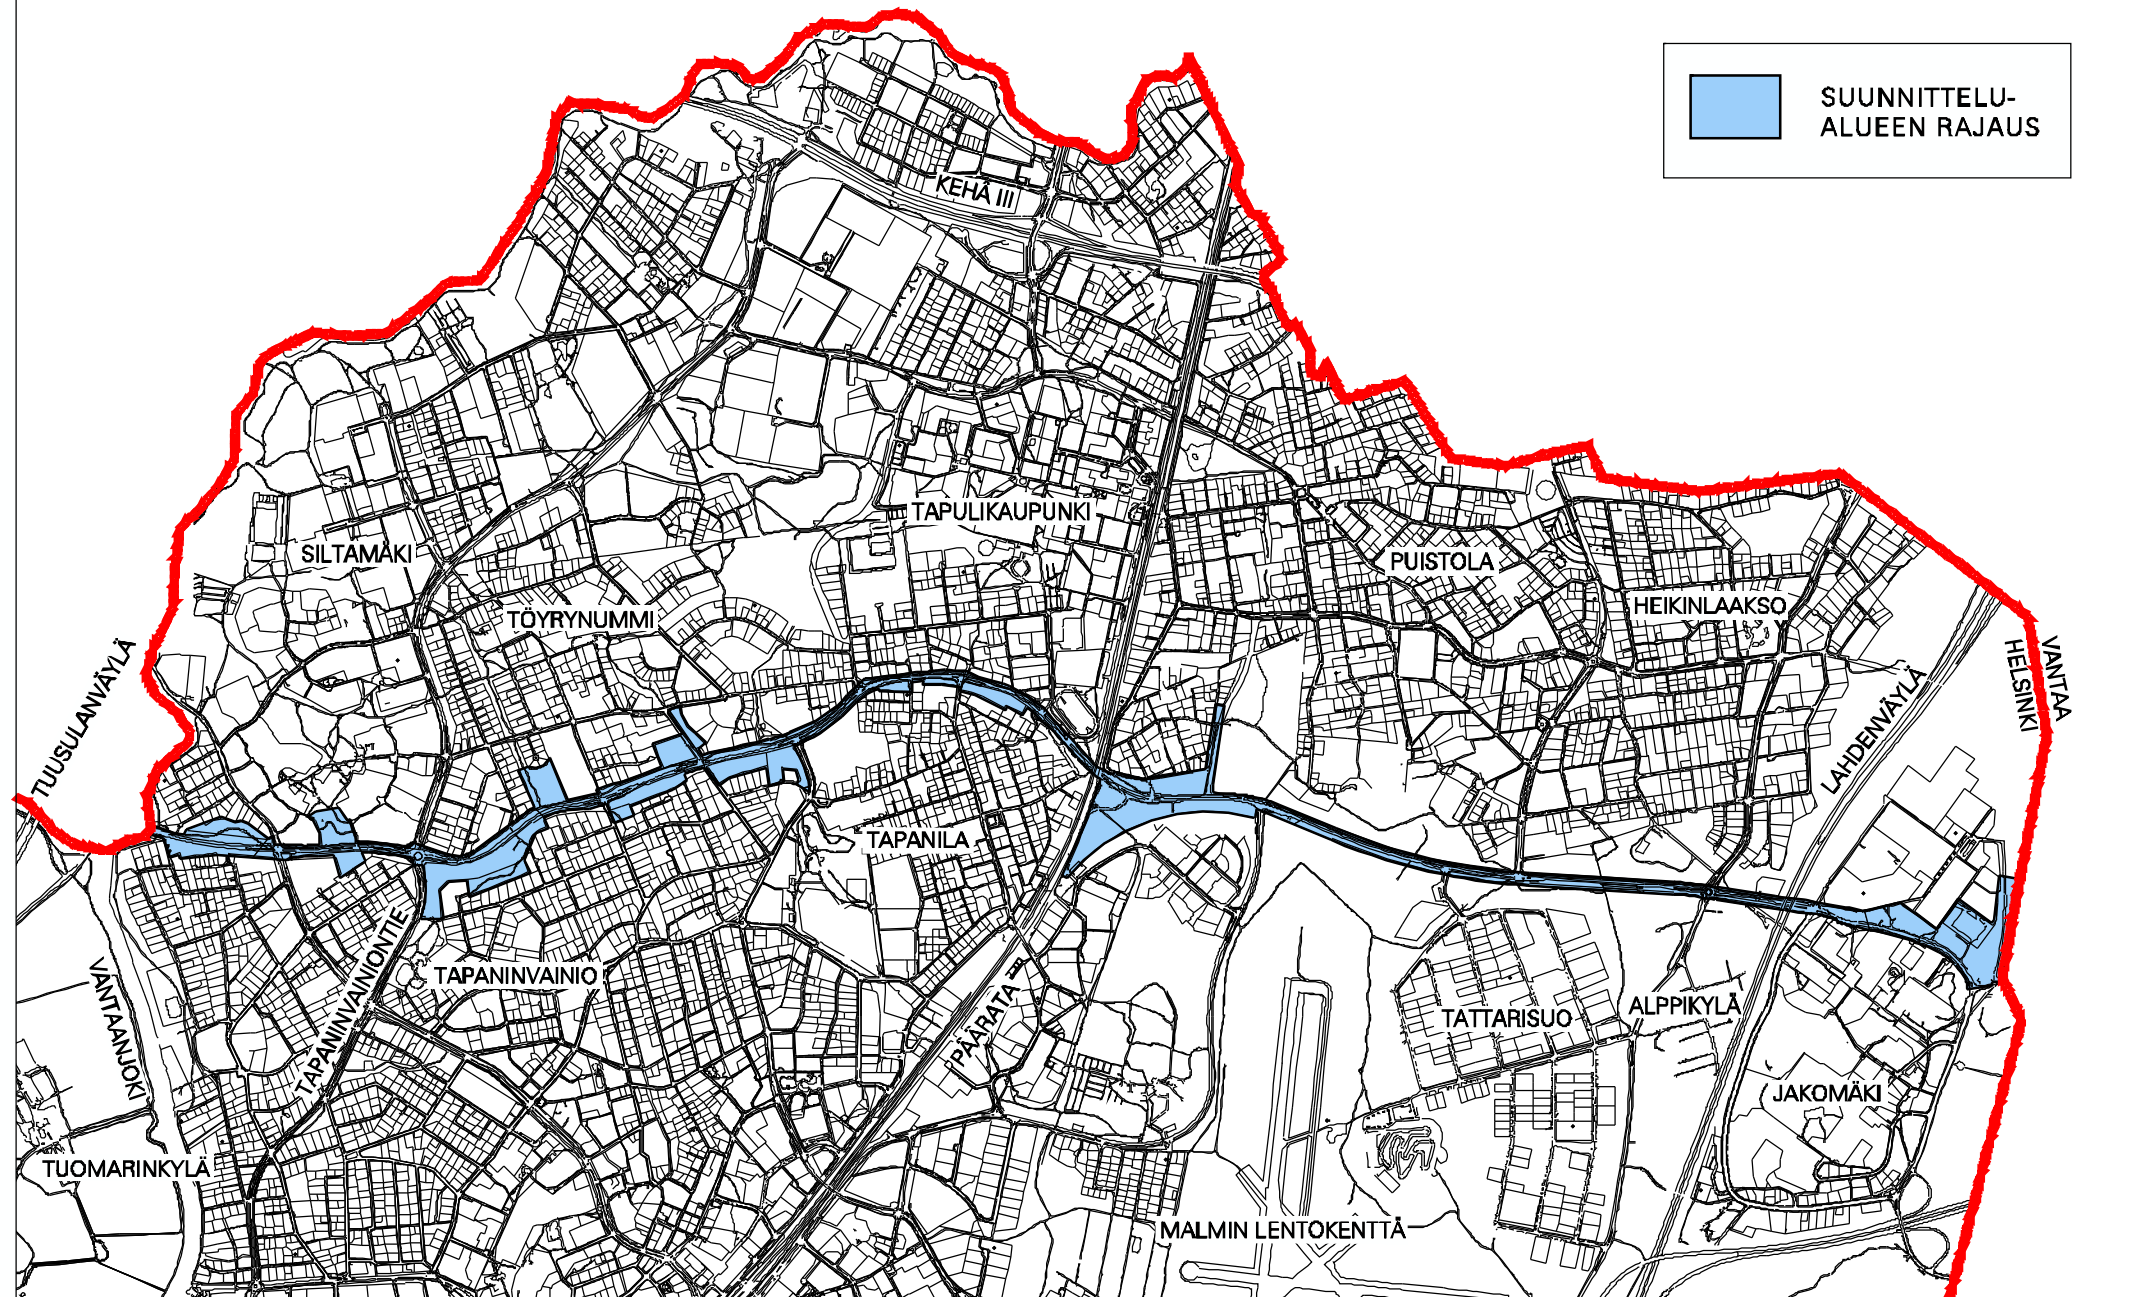 SUUNNITTELU-
ALUEEN RAJAUS
KEHÄ III
TAPULIKAUPUNKI
SILTAMÄKI
PUISTOLA
TÖYRYNUMMI
HEIKINLAAKSO
TUUSULANVÄYLÄ
VANTAA
HELSINKI
LAHDENVÄYLÄ
TAPANILA
TAPANINVAINIONTIE
TAPANINVAINIO
VANTAANJOKI
PÄÄRATA
TATTARISUO
ALPPIKYLÄ
JAKOMÄKI
TUOMARINKYLÄ
MALMIN LENTOKENTTÄ